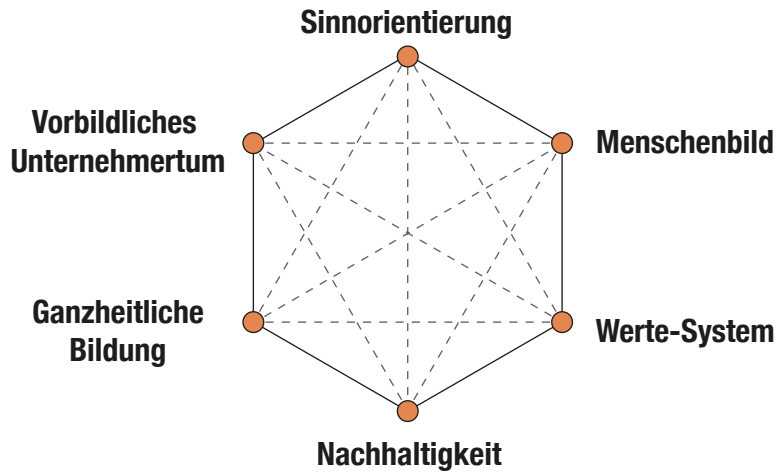 Sinnorientierung
Vorbildliches
Unternehmertum
Menschenbild
Ganzheitliche
Bildung
Werte-System
Nachhaltigkeit